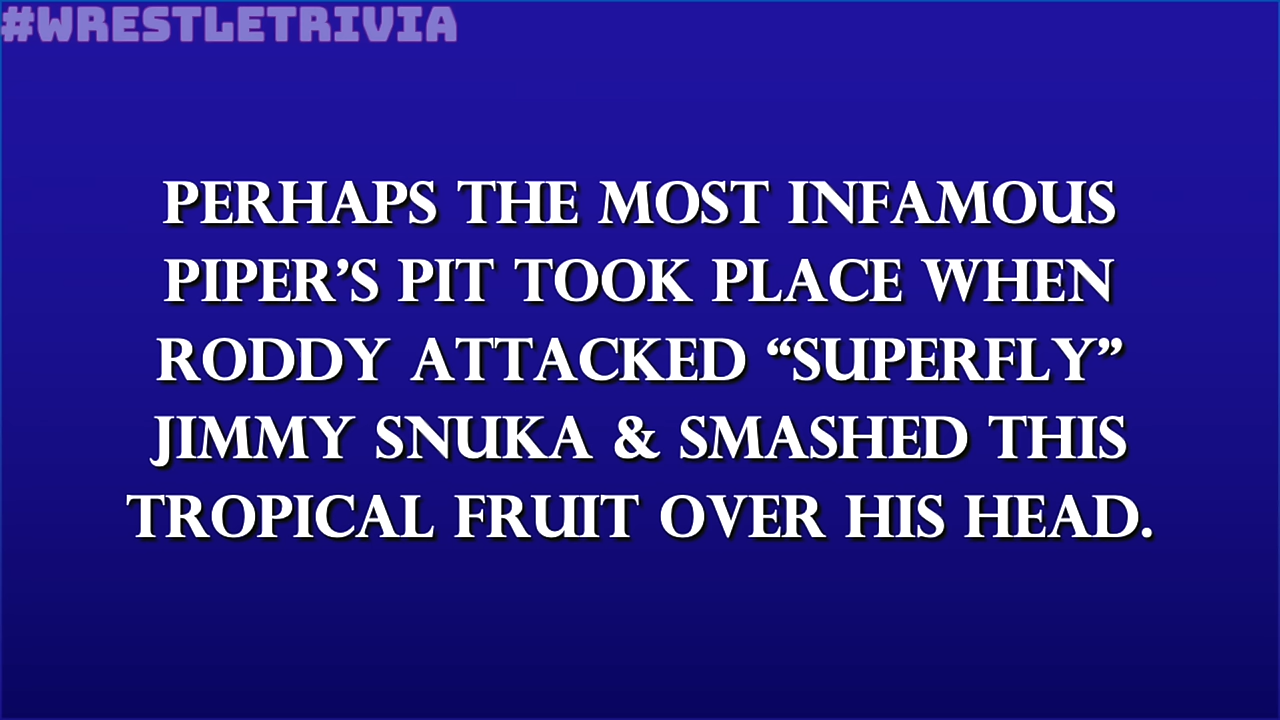 #WRESTLETRIVIA
PERHAPS THE MOST INFAMOUS
PIPER’S PIT TOOK PLACE WHEN
RODDY ATTACKED “SUPERFLY”
JIMMY SNUKA & SMASHED THIS
TROPICAL FRUIT OVER HIS HEAD.